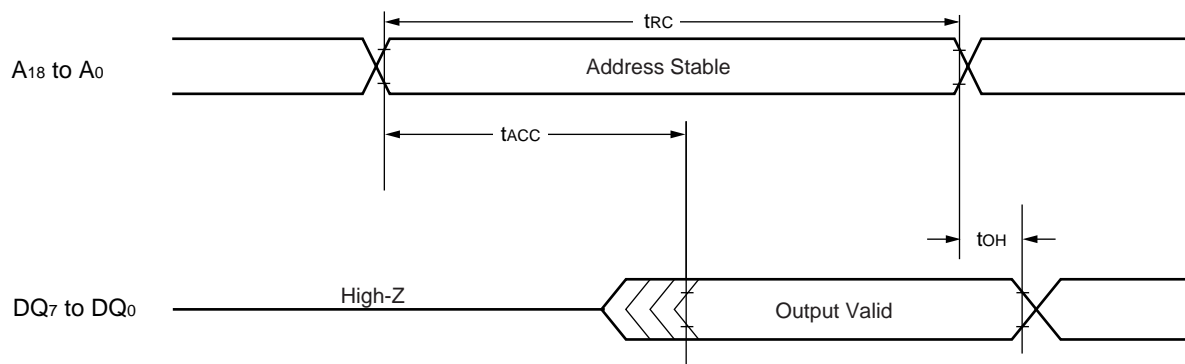 tRC
A18 to A0
Address Stable
tACC
tOH
High-Z
DQ7 to DQ0
Output Valid